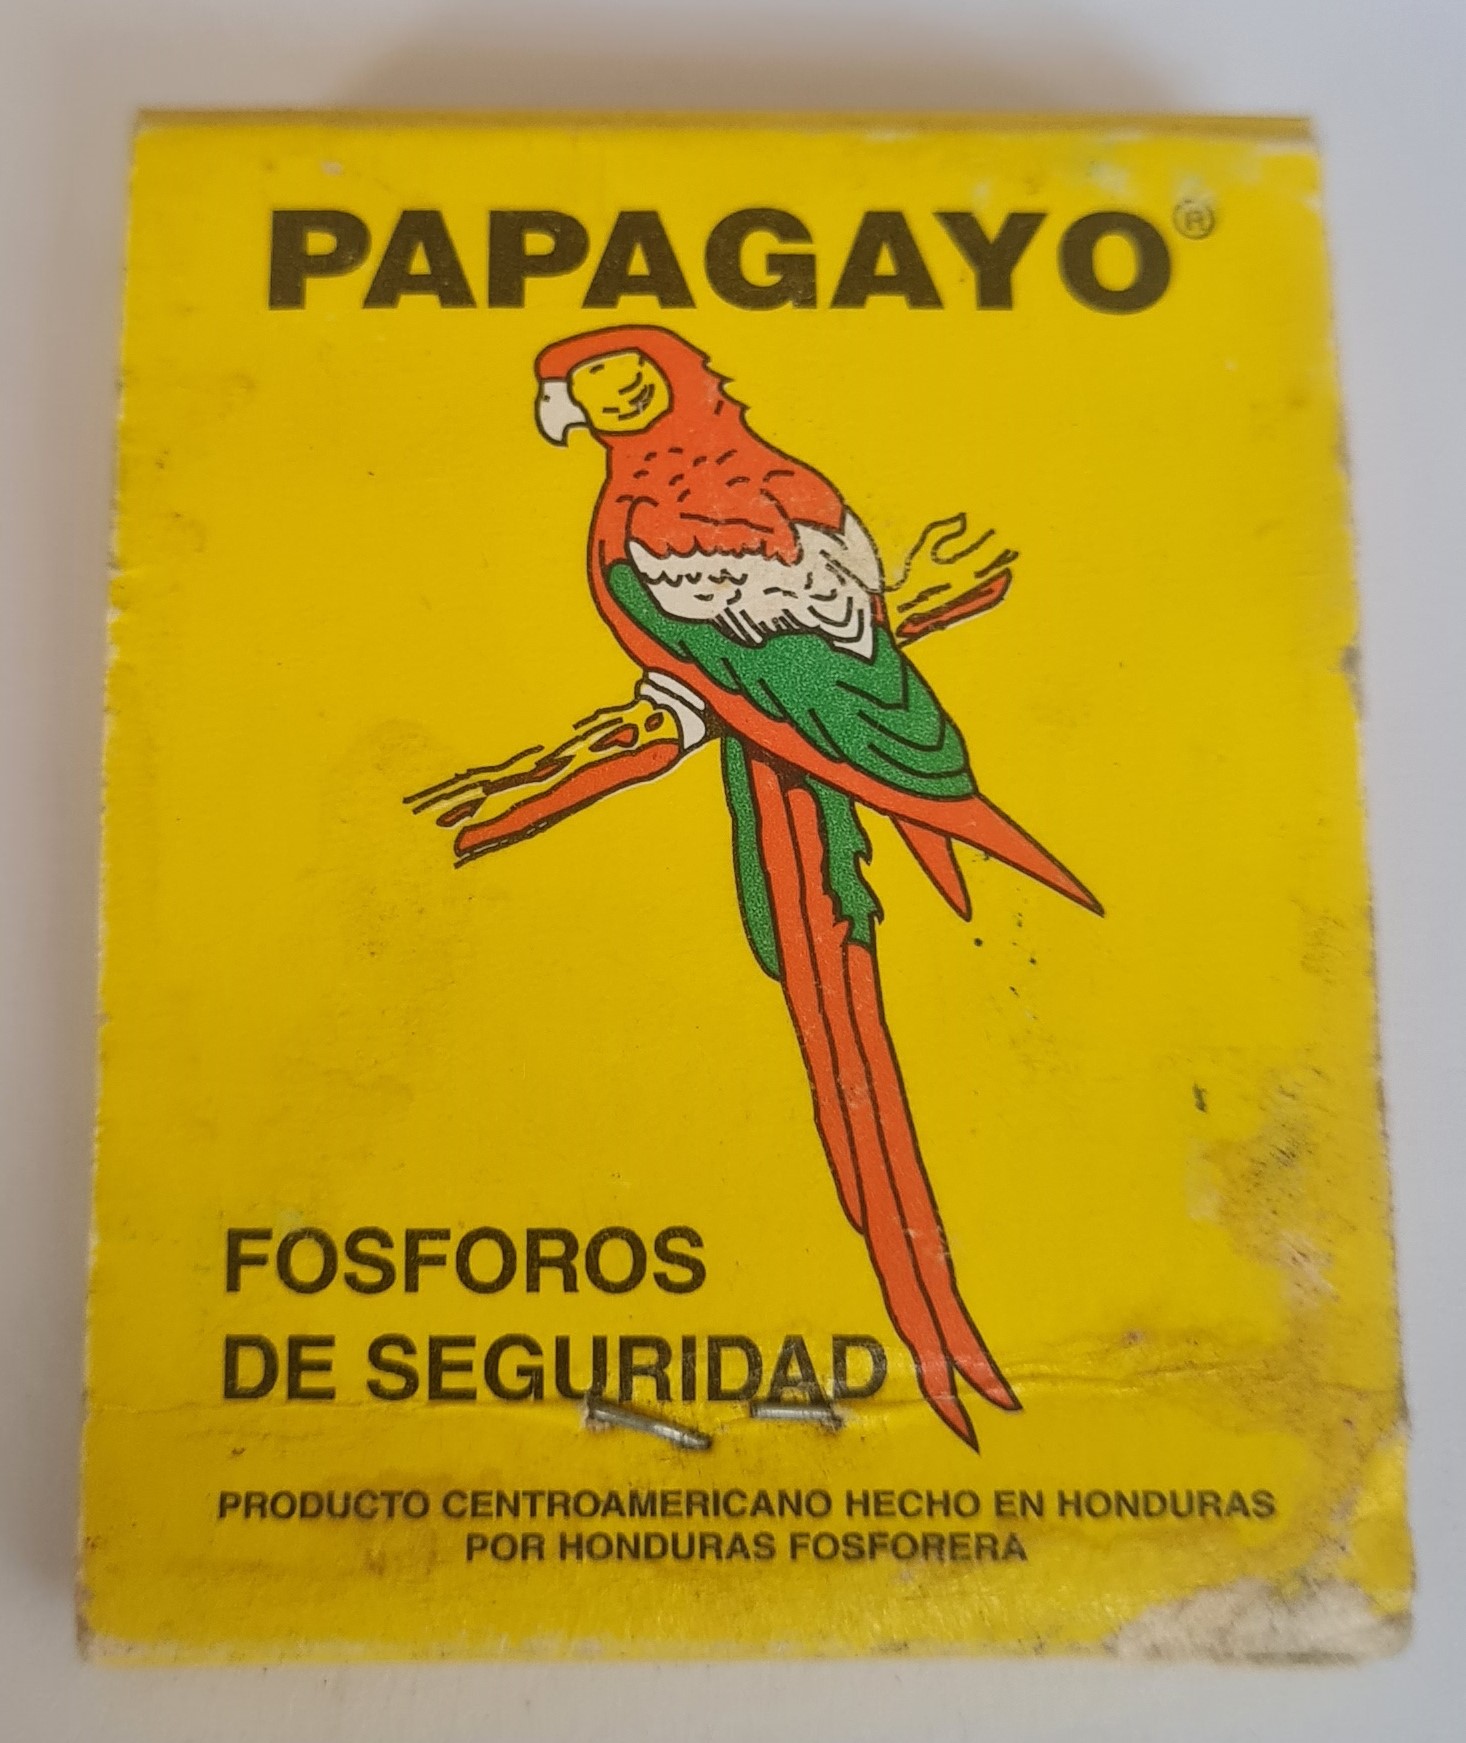 PAPAGAYO®
FOSFOROS
DE SEGURIDAD
PRODUCTO CENTROAMERICANO HECHO EN HONDURAS
POR HONDURAS FOSFORERA